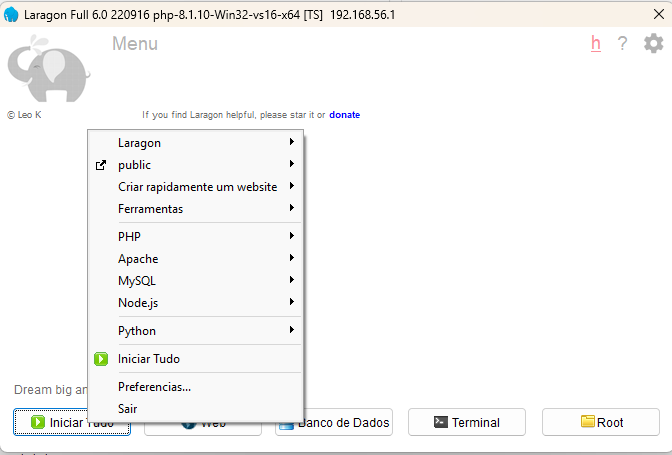 Laragon Full 6.0 220916 php-8.1.10-Win32-vs16-x64 [TS] 192.168.56.1
Menu
h ?
© Leo K
If you find Laragon helpful, please star it or donate
Laragon
public
Criar rapidamente um website
Ferramentas
PHP
Apache
MySQL
Node.js
Python
Iniciar Tudo
Preferencias...
Sair
Dream big an
Iniciar Tudo Web Banco de Dados Terminal Root